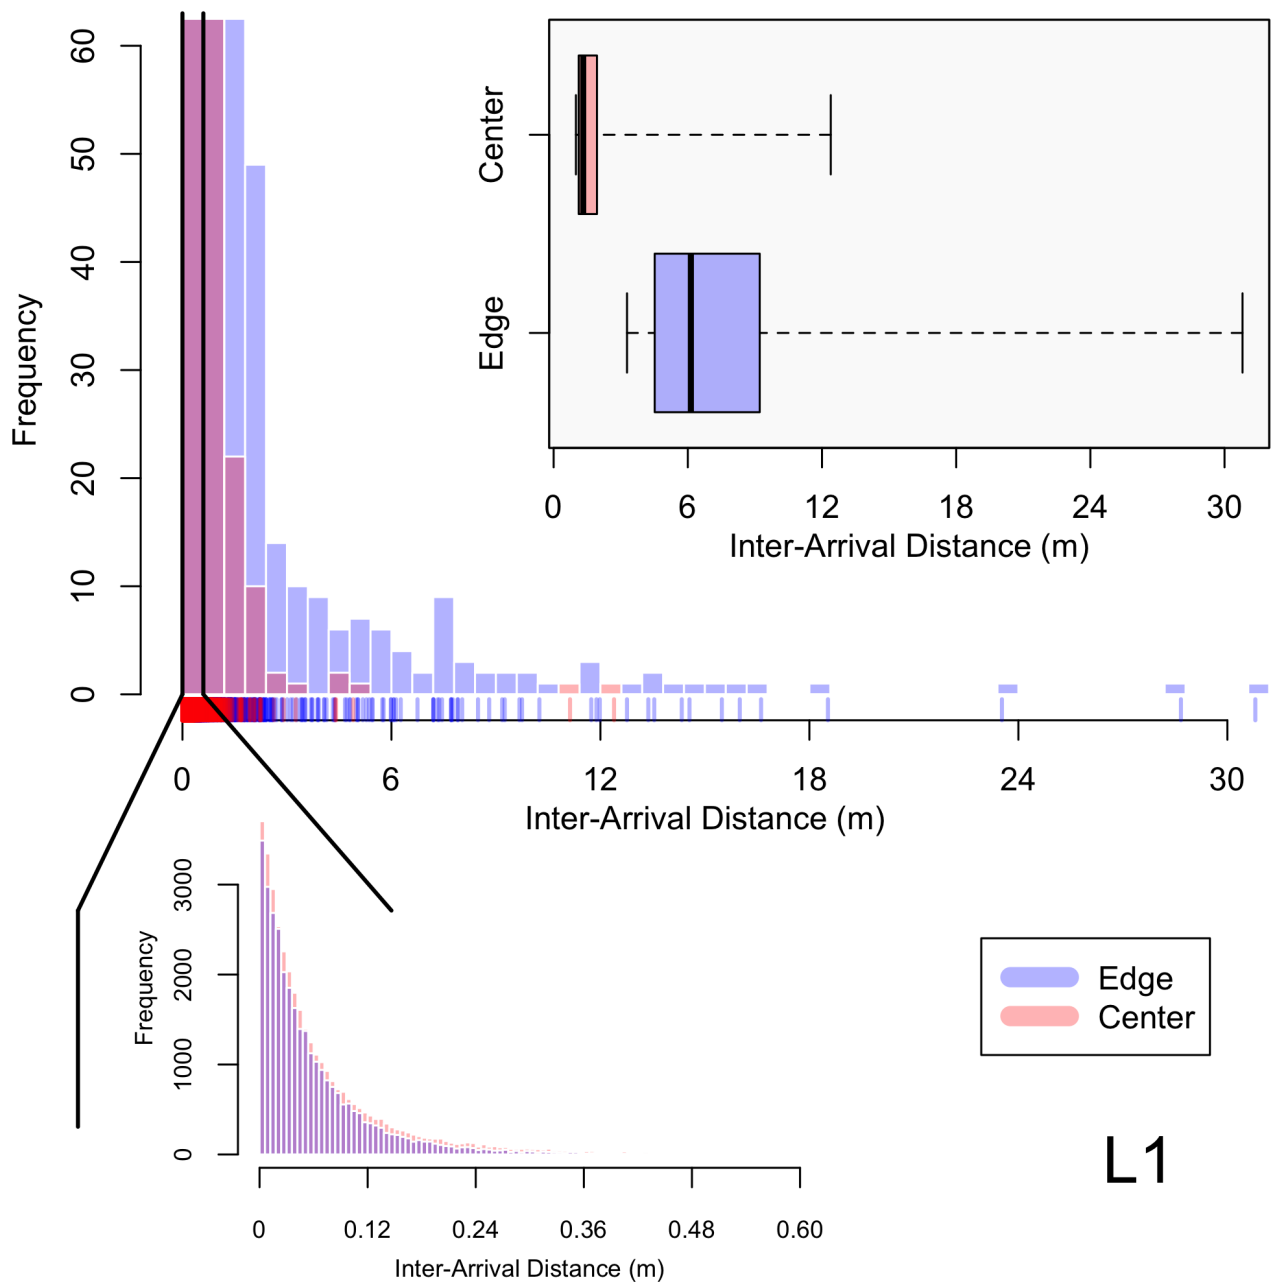 60
50
40
30
20
10
0
Frequency
Center
Edge
0 6 12 18 24 30
Inter-Arrival Distance (m)
0 6 12 18 24 30
Inter-Arrival Distance (m)
3000
2000
1000
0
Frequency
0 0.12 0.24 0.36 0.48 0.60
Inter-Arrival Distance (m)
Edge
Center
L1